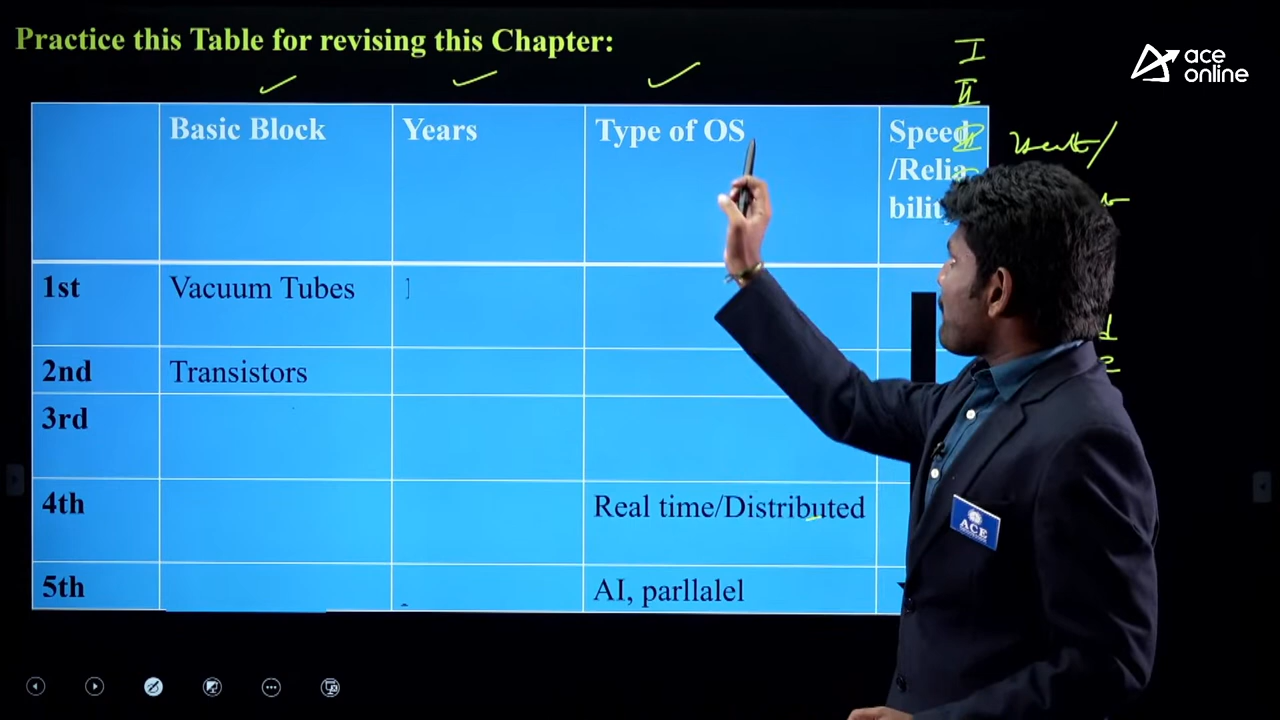 Practice this Table for revising this Chapter:
ace
online
I
II
Basic Block
Years
Type of OS
Speed
/Relia
bility
1st
Vacuum Tubes
2nd
Transistors
3rd
4th
Real time/Distributed
5th
AI, parllalel
ACE